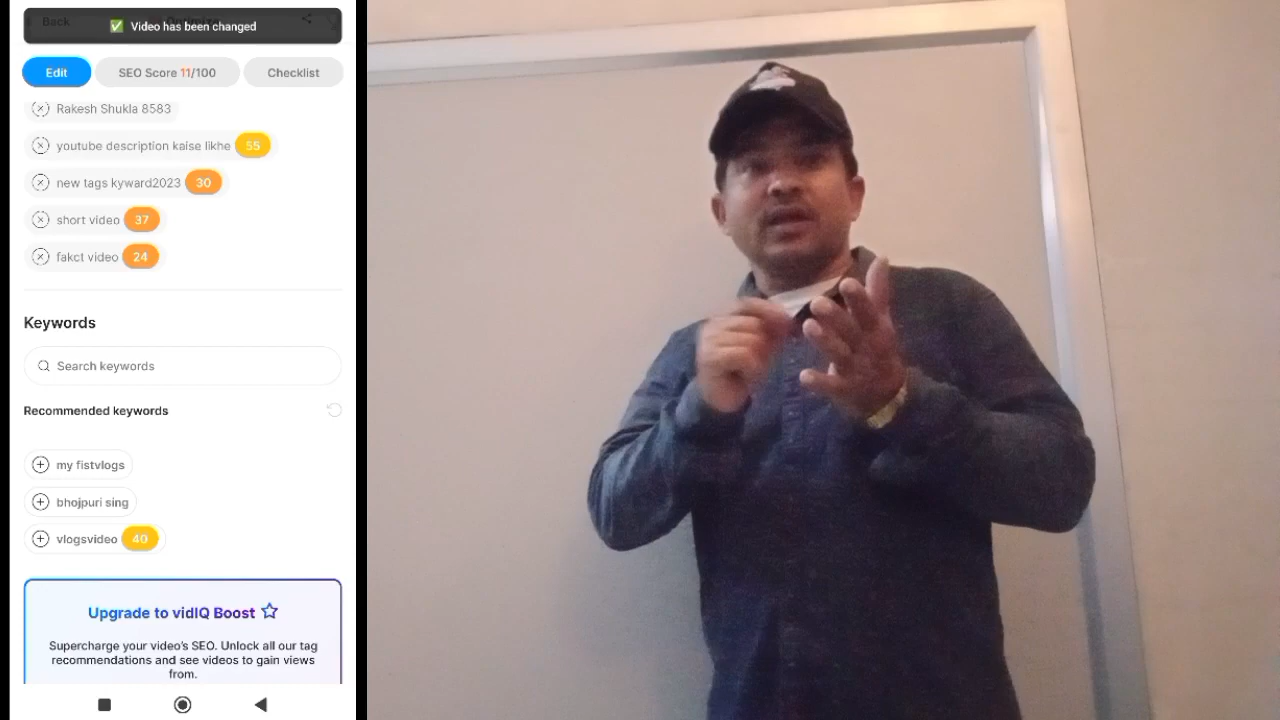 Back
✅ Video has been changed
Edit
SEO Score 11/100
Checklist
Rakesh Shukla 8583
youtube description kaise likhe 55
new tags kyward2023 30
short video 37
fakct video 24
Keywords
Search keywords
Recommended keywords
my fistvlogs
bhojpuri sing
vlogsvideo 40
Upgrade to vidIQ Boost
Supercharge your video's SEO. Unlock all our tag
recommendations and see videos to gain views
from.